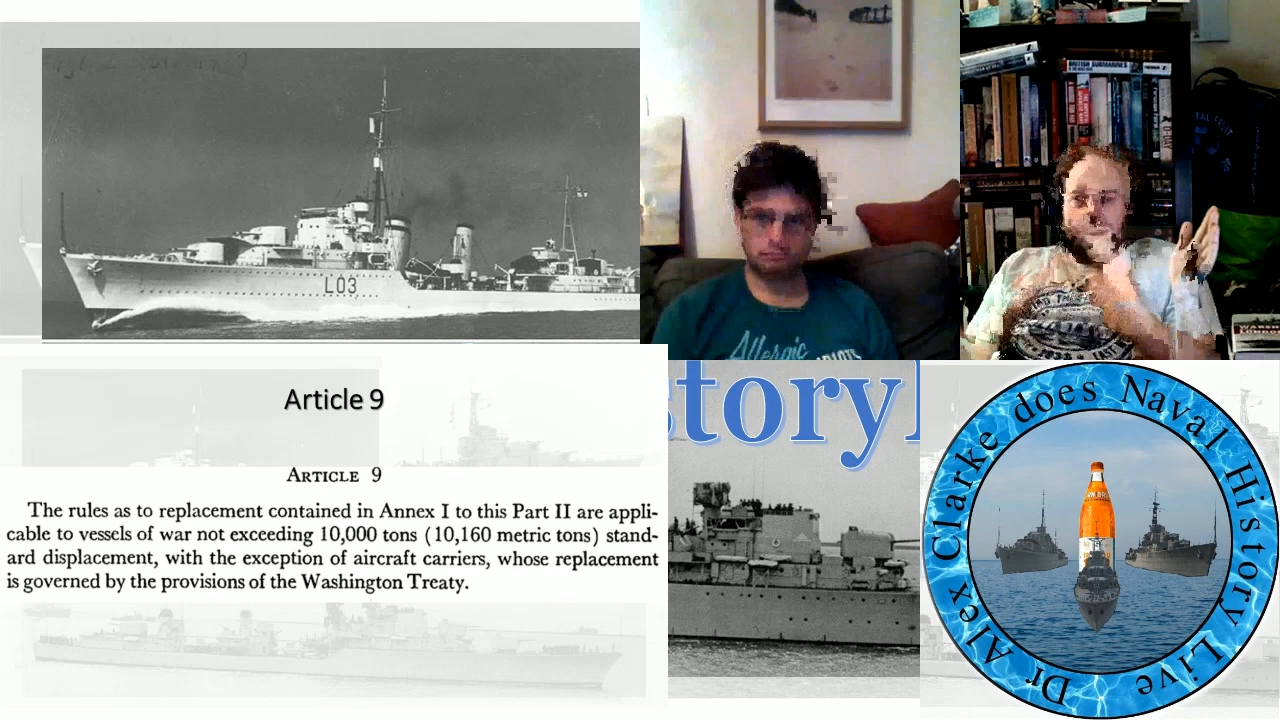 L03
BRITISH SUBMARINES
Allergic
Article 9
ARTICLE 9
The rules as to replacement contained in Annex I to this Part II are appli-
cable to vessels of war not exceeding 10,000 tons (10,160 metric tons) stand-
ard displacement, with the exception of aircraft carriers, whose replacement
is governed by the provisions of the Washington Treaty.
story
Dr Alex Clarke does Naval History Live